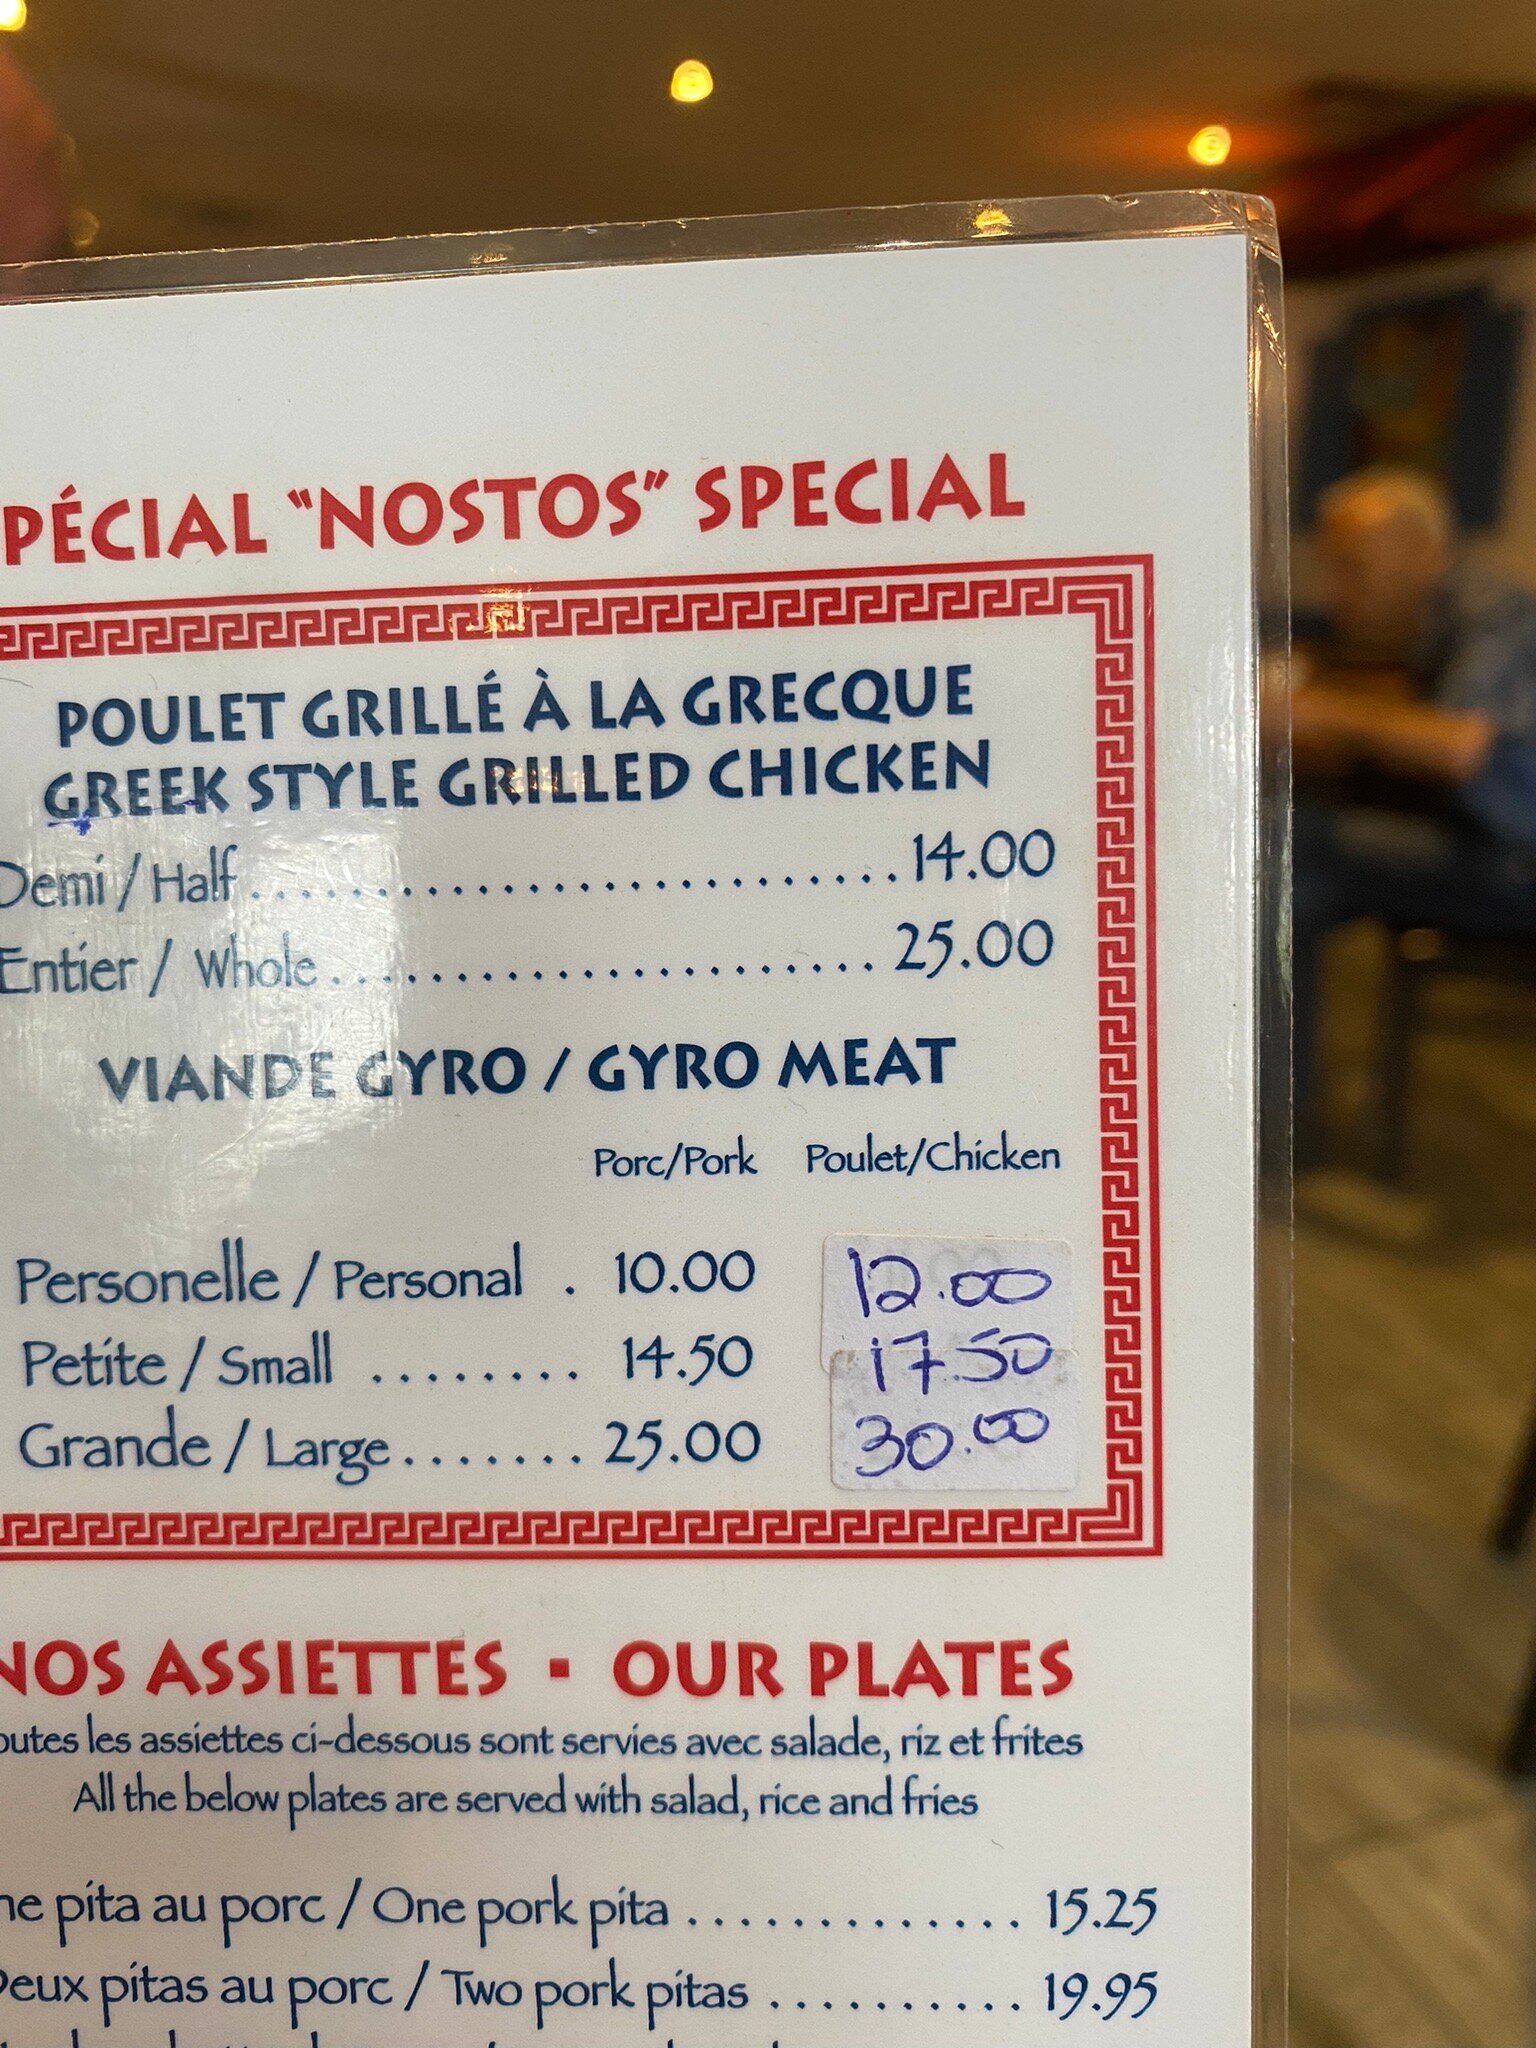 PÉCIAL "NOSTOS" SPECIAL
POULET GRILLÉ À LA GRECQUE
GREEK STYLE GRILLED CHICKEN
Demi / Half ........................... 14.00
Entier / Whole ....................... 25.00
VIANDE GYRO / GYRO MEAT
Porc/Pork Poulet/Chicken
Personelle / Personal . 10.00 12.00
Petite / Small ........ 14.50 17.50
Grande / Large ....... 25.00 30.00
NOS ASSIETTES ▪ OUR PLATES
outes les assiettes ci-dessous sont servies avec salade, riz et frites
All the below plates are served with salad, rice and fries
ne pita au porc / One pork pita ............. 15.25
Deux pitas au porc / Two pork pitas .......... 19.95